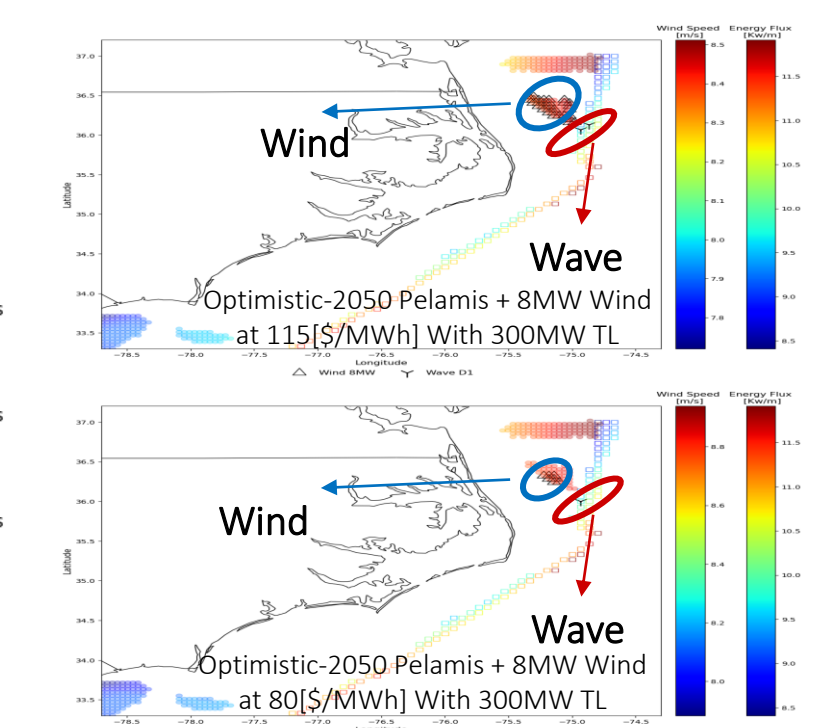 Wind Speed Energy Flux
[m/s] [Kw/m]
37.0
36.5
36.0
35.5
35.0
34.5
34.0
33.5
Latitude
Wind
Wave
Optimistic-2050 Pelamis + 8MW Wind
at 115[$/MWh] With 300MW TL
−78.5 −78.0 −77.5 −77.0 −76.5 −76.0 −75.5 −75.0 −74.5
Longitude
Wind 8MW Wave D1
8.5
8.4
8.3
8.2
8.1
8.0
7.9
7.8
11.5
11.0
10.5
10.0
9.5
9.0
8.5
Wind Speed Energy Flux
[m/s] [Kw/m]
37.0
36.5
36.0
35.5
35.0
34.5
34.0
33.5
Latitude
Wind
Wave
Optimistic-2050 Pelamis + 8MW Wind
at 80[$/MWh] With 300MW TL
−78.5 −78.0 −77.5 −77.0 −76.5 −76.0 −75.5 −75.0 −74.5
8.8
8.6
8.4
8.2
8.0
11.5
11.0
10.5
10.0
9.5
9.0
8.5